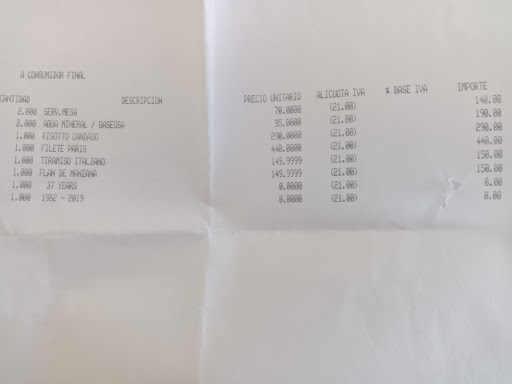 A CONSUMIDOR FINAL
CANTIDAD DESCRIPCION PRECIO UNITARIO ALICUOTA IVA % BASE IVA IMPORTE
2.000 SERV.MESA 70.0000 (21.00) 140.00
2.000 AGUA MINERAL / GASEOSA 95.0000 (21.00) 190.00
1.000 RISOTTO CANDADO 290.0000 (21.00) 290.00
1.000 FILETE PARIS 440.0000 (21.00) 440.00
1.000 TIRAMISU ITALIANO 149.9999 (21.00) 150.00
1.000 FLAN DE MANZANA 149.9999 (21.00) 150.00
1.000 37 YEARS 0.0000 (21.00) 0.00
1.000 1982 - 2019 0.0000 (21.00) 0.00